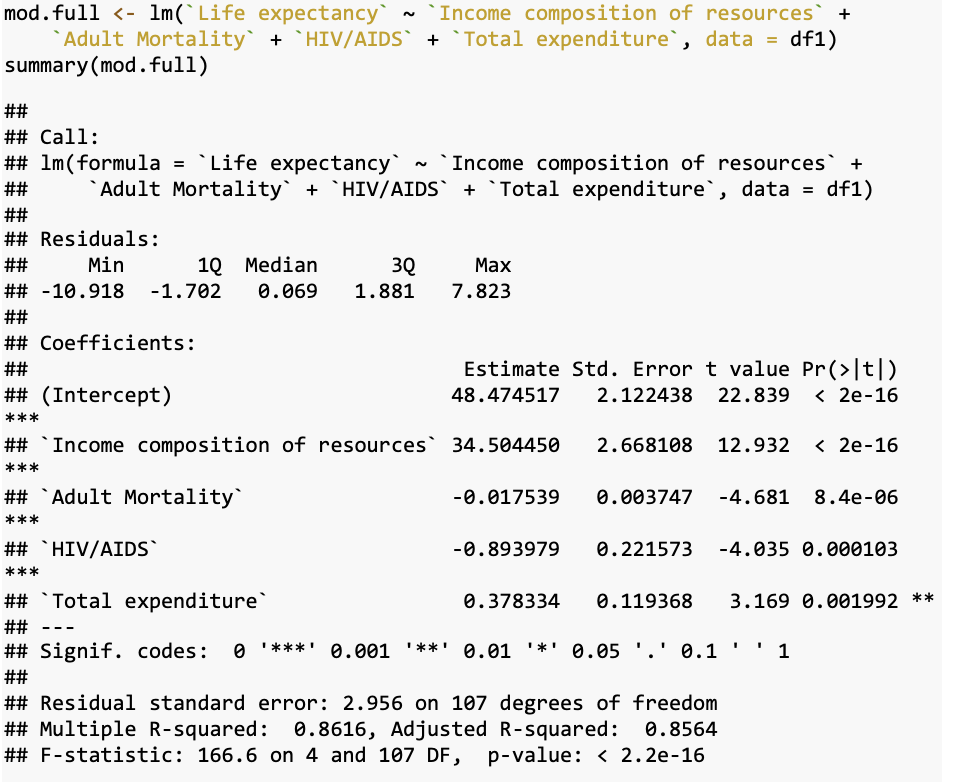 mod.full <- lm(`Life expectancy` ~ `Income composition of resources` +
    `Adult Mortality` + `HIV/AIDS` + `Total expenditure`, data = df1)
summary(mod.full)
##
## Call:
## lm(formula = `Life expectancy` ~ `Income composition of resources` +
##     `Adult Mortality` + `HIV/AIDS` + `Total expenditure`, data = df1)
##
## Residuals:
##     Min      1Q  Median      3Q     Max
## -10.918  -1.702   0.069   1.881   7.823
##
## Coefficients:
##                                    Estimate Std. Error t value Pr(>|t|)
## (Intercept)                       48.474517   2.122438  22.839  < 2e-16
***
## `Income composition of resources` 34.504450   2.668108  12.932  < 2e-16
***
## `Adult Mortality`                 -0.017539   0.003747  -4.681  8.4e-06
***
## `HIV/AIDS`                        -0.893979   0.221573  -4.035 0.000103
***
## `Total expenditure`                0.378334   0.119368   3.169 0.001992 **
## ---
## Signif. codes:  0 '***' 0.001 '**' 0.01 '*' 0.05 '.' 0.1 ' ' 1
##
## Residual standard error: 2.956 on 107 degrees of freedom
## Multiple R-squared:  0.8616, Adjusted R-squared:  0.8564
## F-statistic: 166.6 on 4 and 107 DF,  p-value: < 2.2e-16